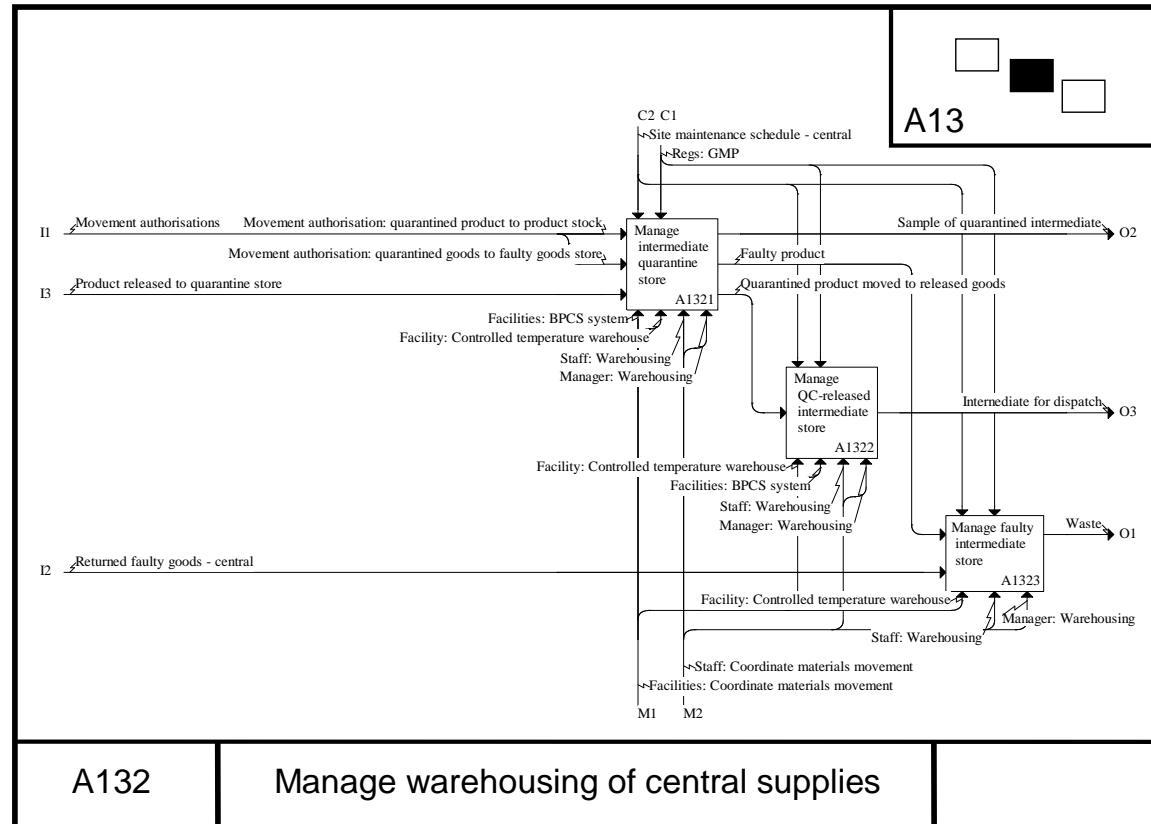 A13
C2 C1
Site maintenance schedule - central
Regs: GMP
I1
Movement authorisations
Movement authorisation: quarantined product to product stock
Manage
intermediate
quarantine
store
A1321
Sample of quarantined intermediate
O2
Movement authorisation: quarantined goods to faulty goods store
Faulty product
I3
Product released to quarantine store
Quarantined product moved to released goods
Facilities: BPCS system
Facility: Controlled temperature warehouse
Staff: Warehousing
Manager: Warehousing
Manage
QC-released
intermediate
store
A1322
Internediate for dispatch
O3
Facility: Controlled temperature warehouse
Facilities: BPCS system
Staff: Warehousing
Manager: Warehousing
Manage faulty
intermediate
store
A1323
Waste
O1
I2
Returned faulty goods - central
Facility: Controlled temperature warehouse
Manager: Warehousing
Staff: Warehousing
Staff: Coordinate materials movement
Facilities: Coordinate materials movement
M1
M2
A132
Manage warehousing of central supplies